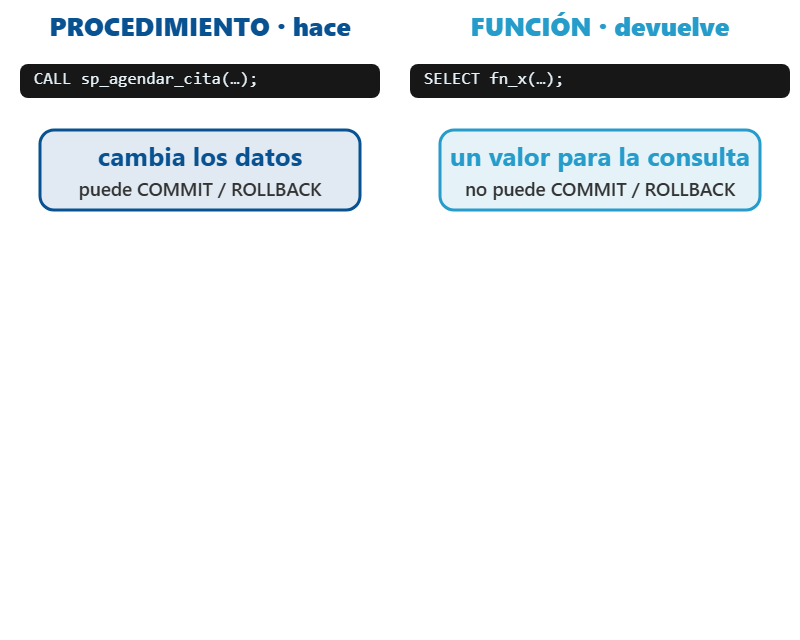 PROCEDIMIENTO · hace
CALL sp_agendar_cita(…);
cambia los datos
puede COMMIT / ROLLBACK
FUNCIÓN · devuelve
SELECT fn_x(…);
un valor para la consulta
no puede COMMIT / ROLLBACK